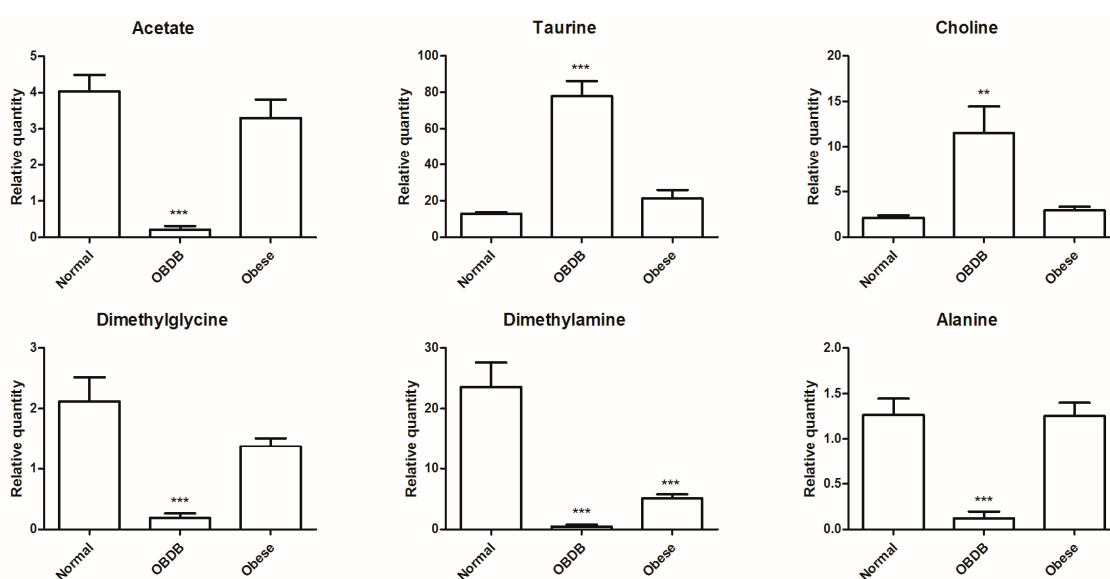 Acetate
Relative quantity
5
4
3
2
1
0
***
Normal
OBDB
Obese
Taurine
Relative quantity
100
80
60
40
20
0
***
Normal
OBDB
Obese
Choline
Relative quantity
20
15
10
5
0
**
Normal
OBDB
Obese
Dimethylglycine
Relative quantity
3
2
1
0
***
Normal
OBDB
Obese
Dimethylamine
Relative quantity
30
20
10
0
***
***
Normal
OBDB
Obese
Alanine
Relative quantity
2.0
1.5
1.0
0.5
0.0
***
Normal
OBDB
Obese